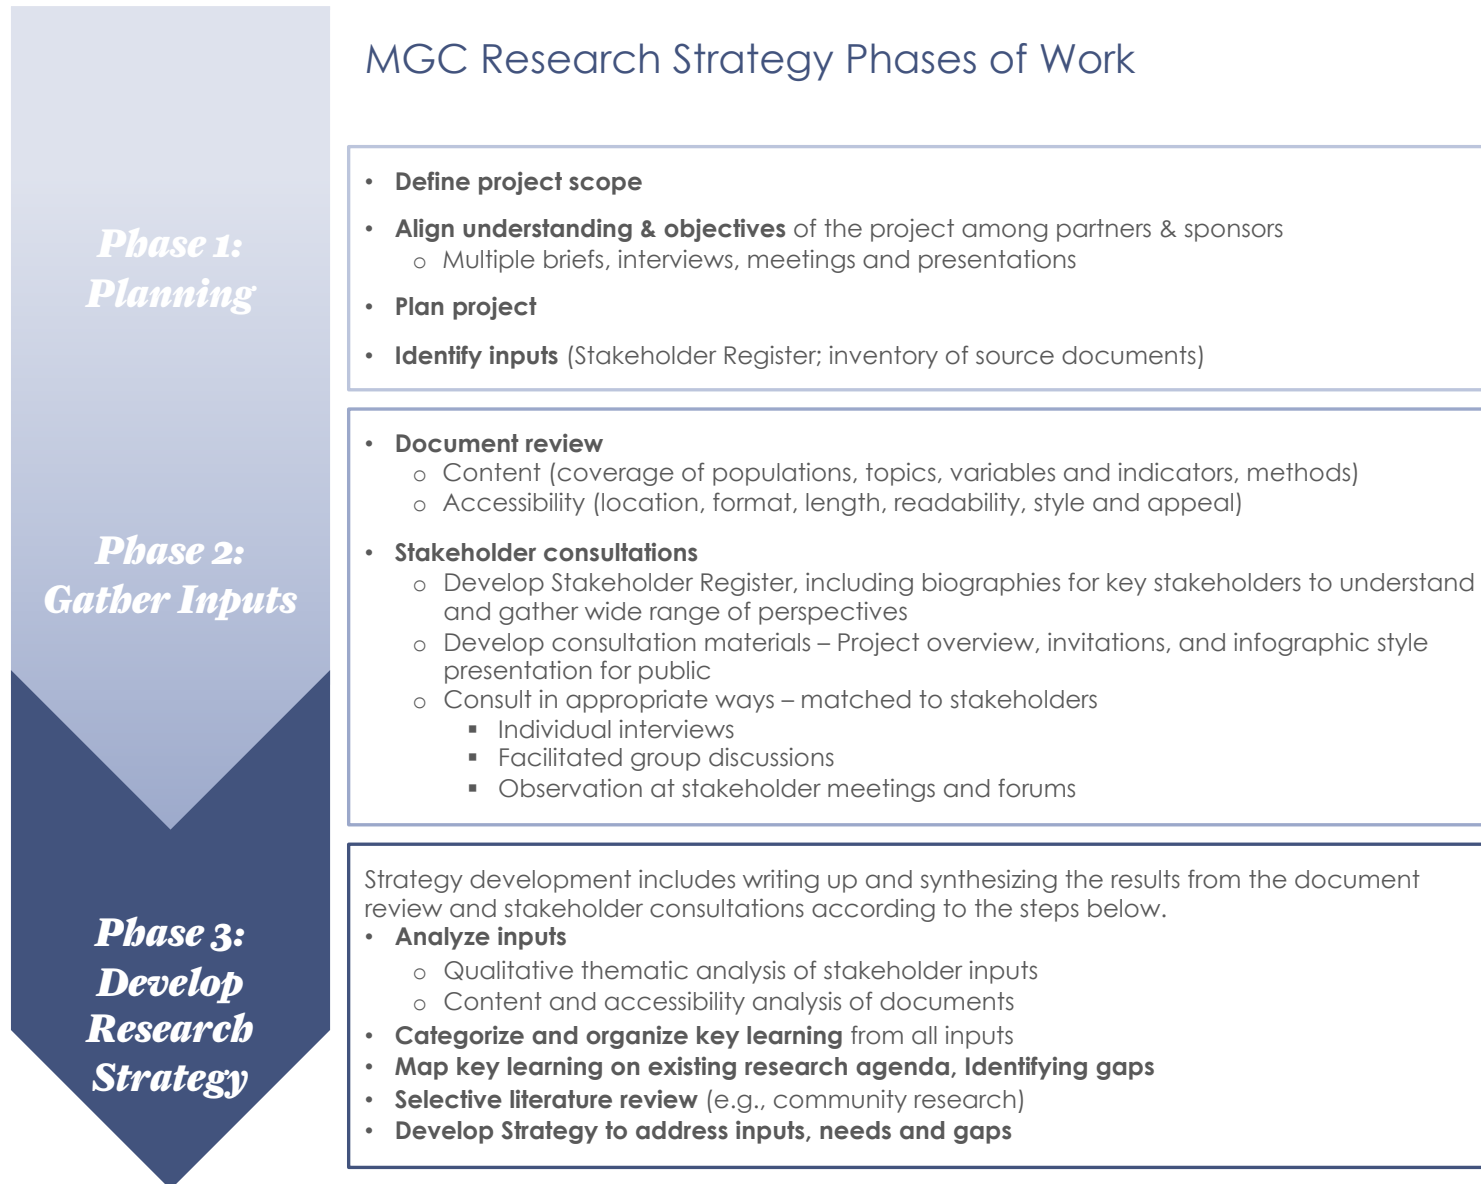 MGC Research Strategy Phases of Work
Phase 1:
Planning
• Define project scope
• Align understanding & objectives of the project among partners & sponsors
o Multiple briefs, interviews, meetings and presentations
• Plan project
• Identify inputs (Stakeholder Register; inventory of source documents)
Phase 2:
Gather Inputs
• Document review
o Content (coverage of populations, topics, variables and indicators, methods)
o Accessibility (location, format, length, readability, style and appeal)
• Stakeholder consultations
o Develop Stakeholder Register, including biographies for key stakeholders to understand
and gather wide range of perspectives
o Develop consultation materials – Project overview, invitations, and infographic style
presentation for public
o Consult in appropriate ways – matched to stakeholders
▪ Individual interviews
▪ Facilitated group discussions
▪ Observation at stakeholder meetings and forums
Phase 3:
Develop
Research
Strategy
Strategy development includes writing up and synthesizing the results from the document
review and stakeholder consultations according to the steps below.
• Analyze inputs
o Qualitative thematic analysis of stakeholder inputs
o Content and accessibility analysis of documents
• Categorize and organize key learning from all inputs
• Map key learning on existing research agenda, Identifying gaps
• Selective literature review (e.g., community research)
• Develop Strategy to address inputs, needs and gaps